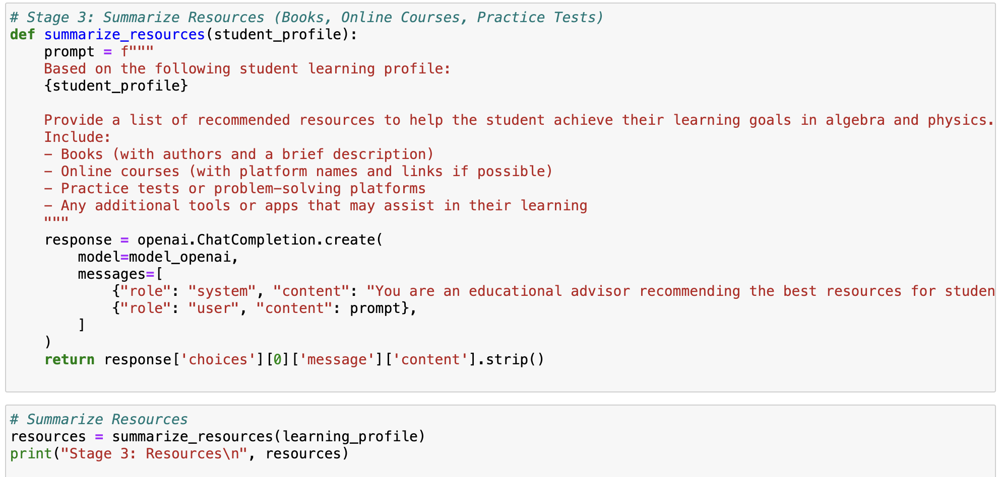 # Stage 3: Summarize Resources (Books, Online Courses, Practice Tests)
def summarize_resources(student_profile):
    prompt = f"""
    Based on the following student learning profile:
    {student_profile}

    Provide a list of recommended resources to help the student achieve their learning goals in algebra and physics.
    Include:
    - Books (with authors and a brief description)
    - Online courses (with platform names and links if possible)
    - Practice tests or problem-solving platforms
    - Any additional tools or apps that may assist in their learning
    """
    response = openai.ChatCompletion.create(
        model=model_openai,
        messages=[
            {"role": "system", "content": "You are an educational advisor recommending the best resources for studen
            {"role": "user", "content": prompt},
        ]
    )
    return response['choices'][0]['message']['content'].strip()

# Summarize Resources
resources = summarize_resources(learning_profile)
print("Stage 3: Resources\n", resources)